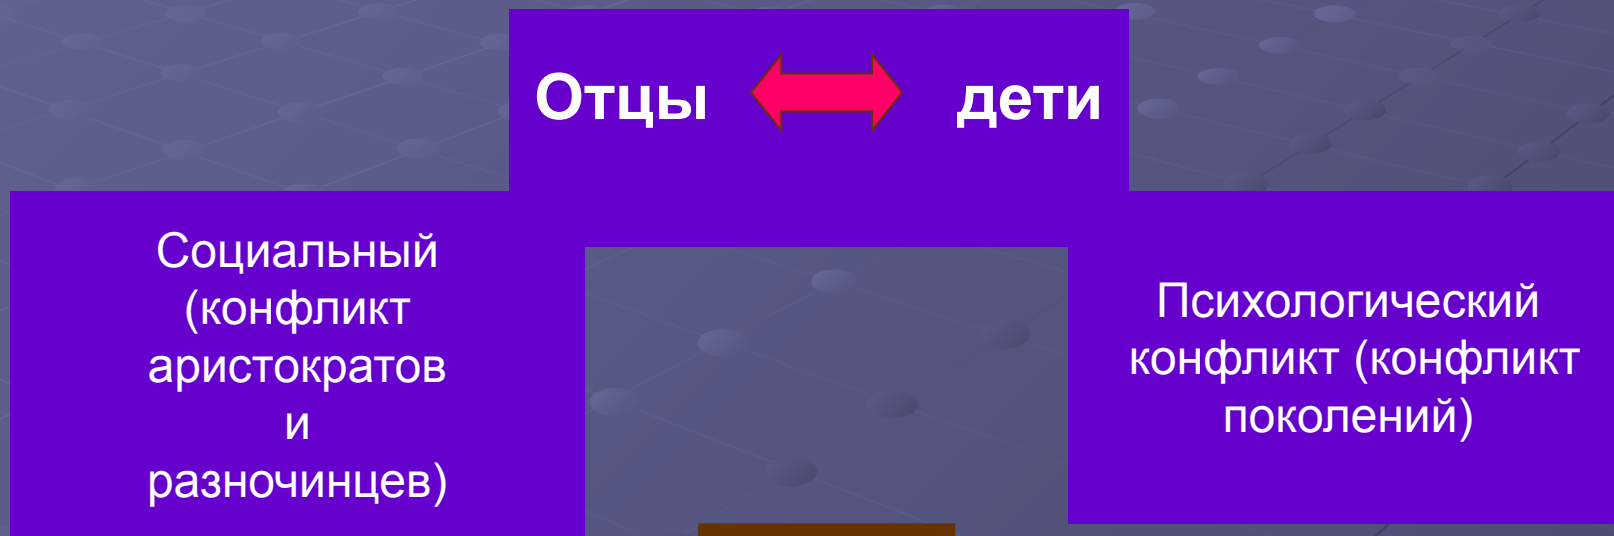 Отцы дети
Социальный
(конфликт
аристократов
и
разночинцев)
Психологический
конфликт (конфликт
поколений)